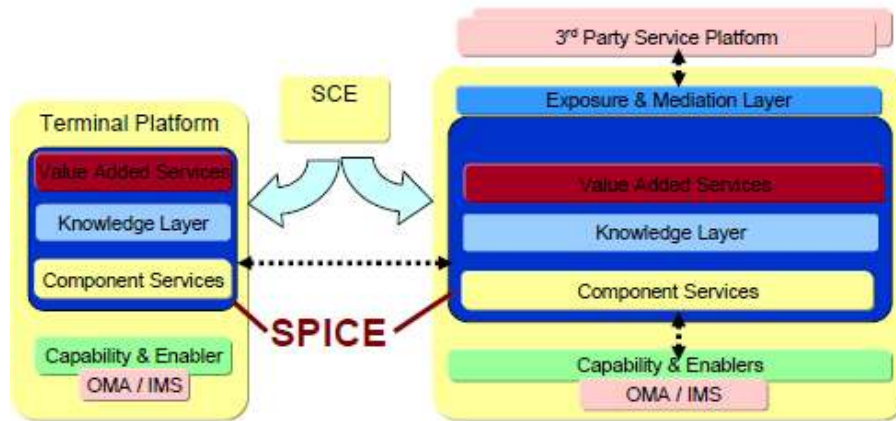 3rd Party Service Platform
SCE
Exposure & Mediation Layer
Terminal Platform
Value Added Services
Knowledge Layer
Component Services
Value Added Services
Knowledge Layer
Component Services
SPICE
Capability & Enabler
OMA / IMS
Capability & Enablers
OMA / IMS